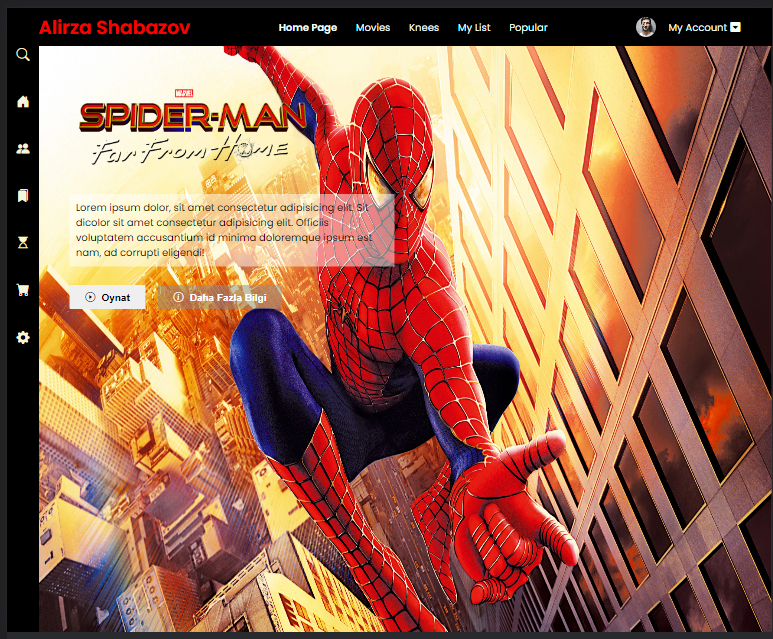 Alirza Shabazov
Home Page Movies Knees My List Popular
My Account
MARVEL
SPIDER-MAN
Far From Home
Lorem ipsum dolor, sit amet consectetur adipisicing elit. Sit
dicolor sit amet consectetur adipisicing elit. Officiis
voluptatem accusantium id minima doloremque ipsum est
nam, ad corrupti eligendi!
Oynat Daha Fazla Bilgi